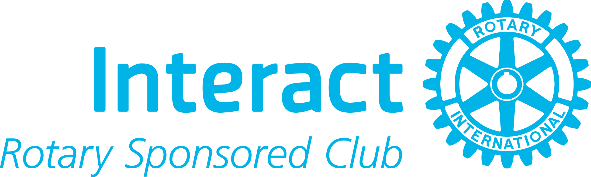 Interact
Rotary Sponsored Club
ROTARY
INTERNATIONAL